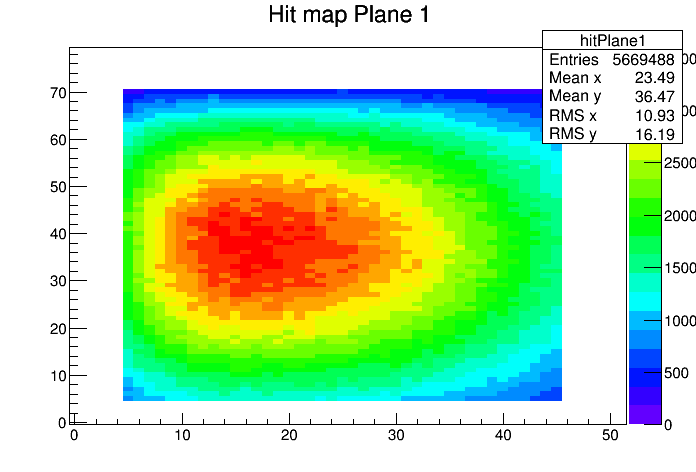 Hit map Plane 1
hitPlane1
Entries 5669488
Mean x 23.49
Mean y 36.47
RMS x 10.93
RMS y 16.19
70
60
50
40
30
20
10
0
0 10 20 30 40 50
2500
2000
1500
1000
500
0